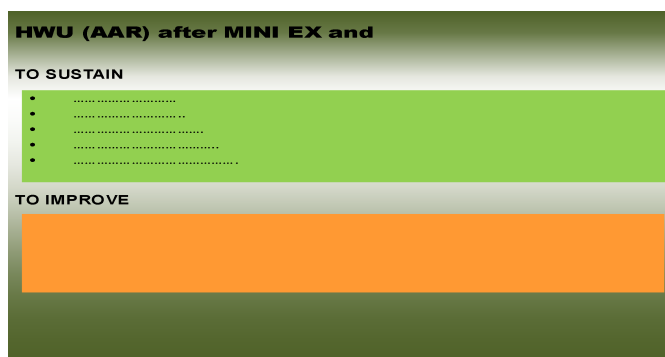 HWU (AAR) after MINI EX and
TO SUSTAIN
• ………………………
• ………………………..
• …………………………….
• ………………………………..
• …………………………………….
TO IMPROVE